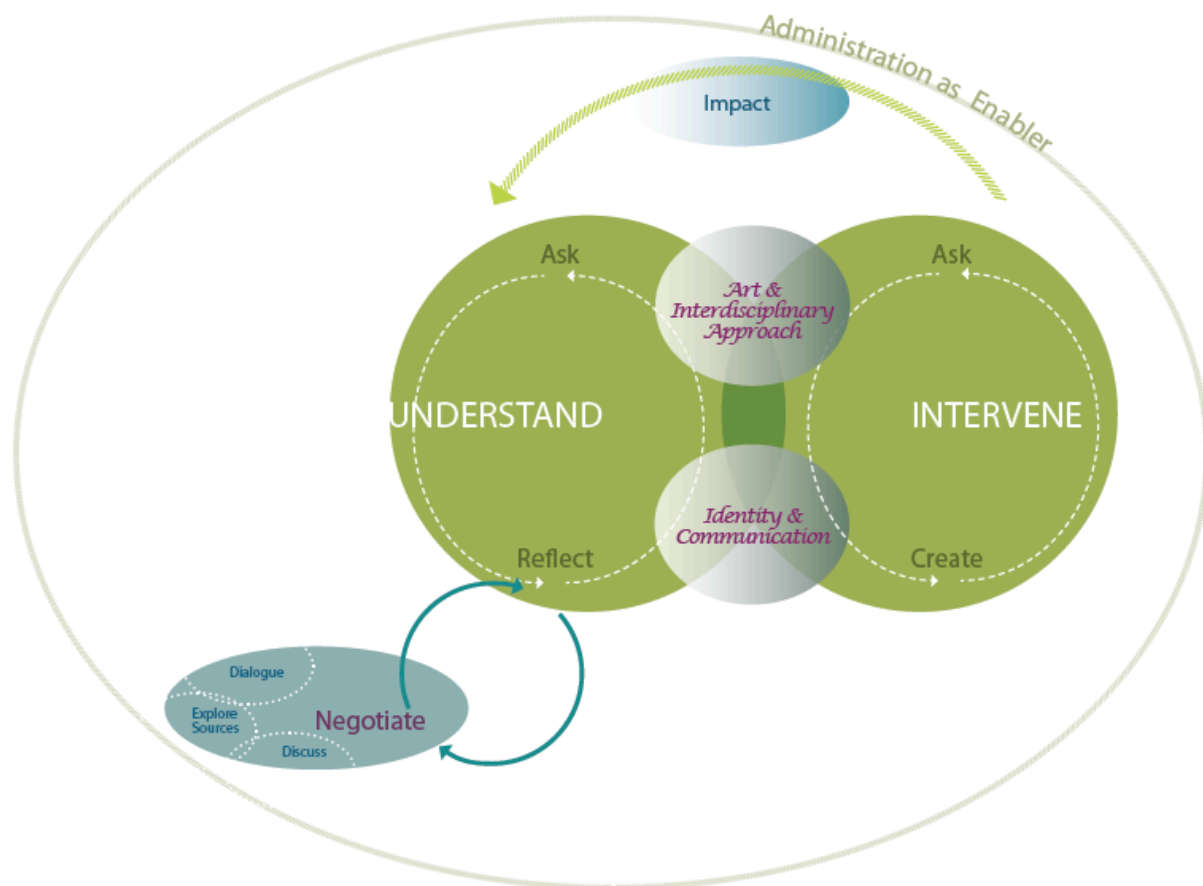 Administration as Enabler
Impact
Ask
Ask
Art &
Interdisciplinary
Approach
UNDERSTAND
INTERVENE
Identity &
Communication
Reflect
Create
Dialogue
Explore
Sources
Negotiate
Discuss